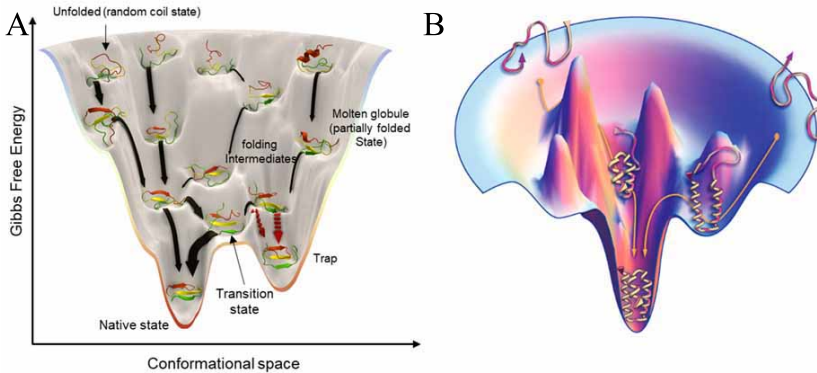 A
B
Unfolded (random coil state)
Gibbs Free Energy
Molten globule
(partially folded
State)
folding
Intermediates
Trap
Transition
state
Native state
Conformational space